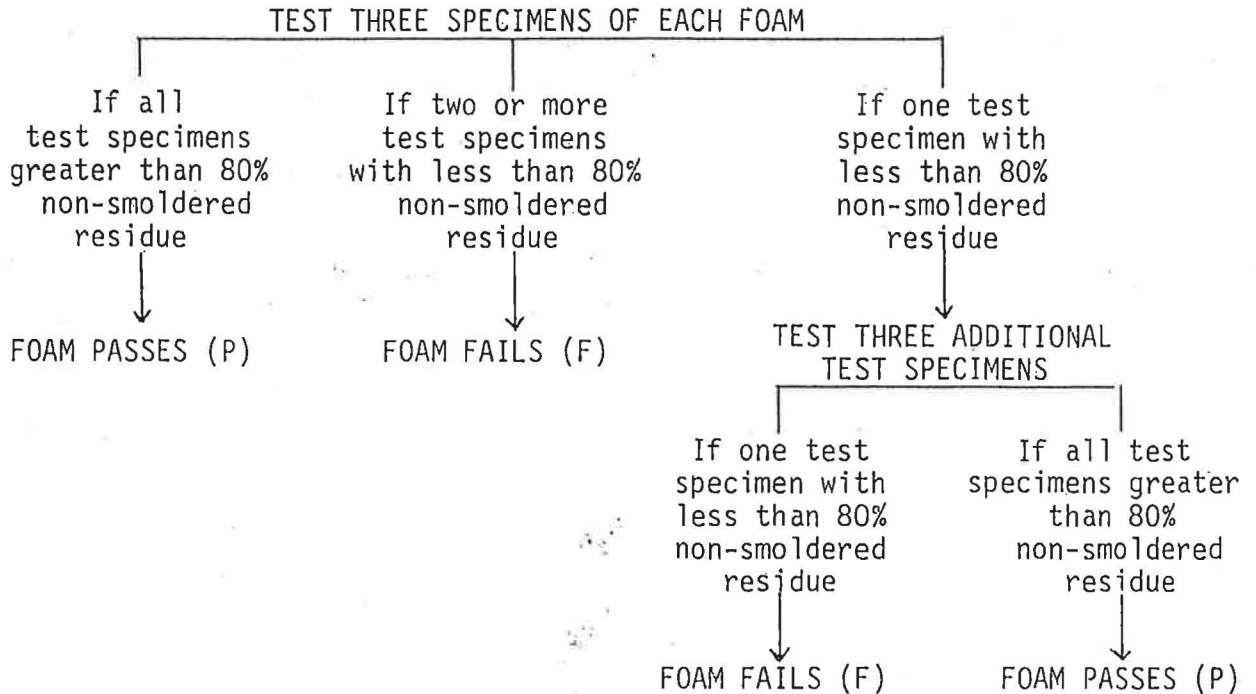 TEST THREE SPECIMENS OF EACH FOAM
If all
test specimens
greater than 80%
non-smoldered
residue
FOAM PASSES (P)
If two or more
test specimens
with less than 80%
non-smoldered
residue
FOAM FAILS (F)
If one test
specimen with
less than 80%
non-smoldered
residue
TEST THREE ADDITIONAL
TEST SPECIMENS
If one test
specimen with
less than 80%
non-smoldered
residue
FOAM FAILS (F)
If all test
specimens greater
than 80%
non-smoldered
residue
FOAM PASSES (P)